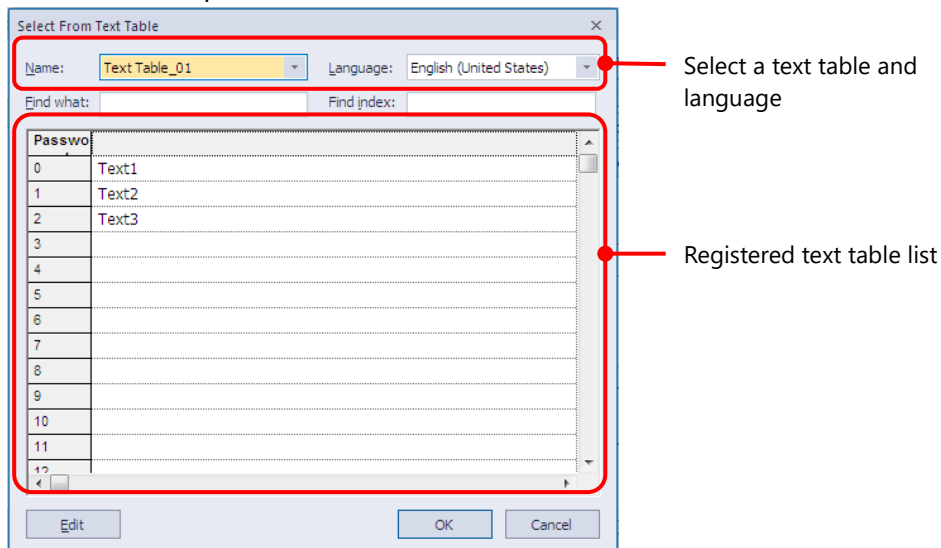 Select From Text Table
Name: Text Table_01 Language: English (United States)
Select a text table and
language
Find what: Find index:
Passwo
0 Text1
1 Text2
2 Text3
3
Registered text table list
4
5
6
7
8
9
10
11
12
Edit OK Cancel